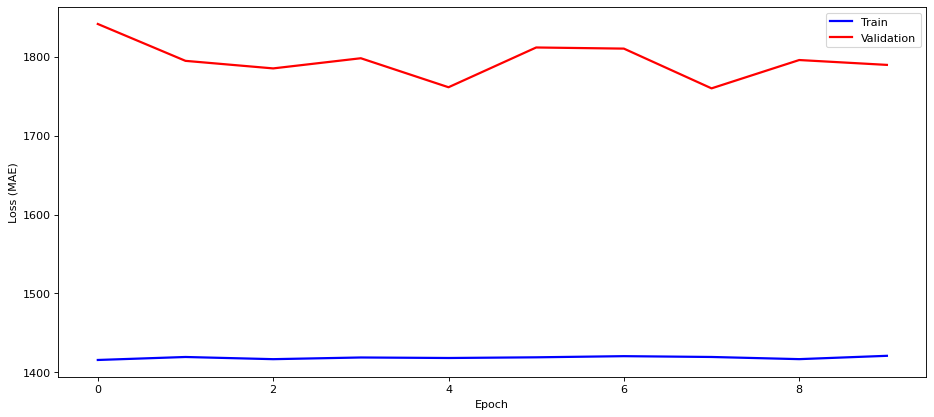 Train
Validation
1800
1700
1600
1500
1400
Loss (MAE)
0 2 4 6 8
Epoch